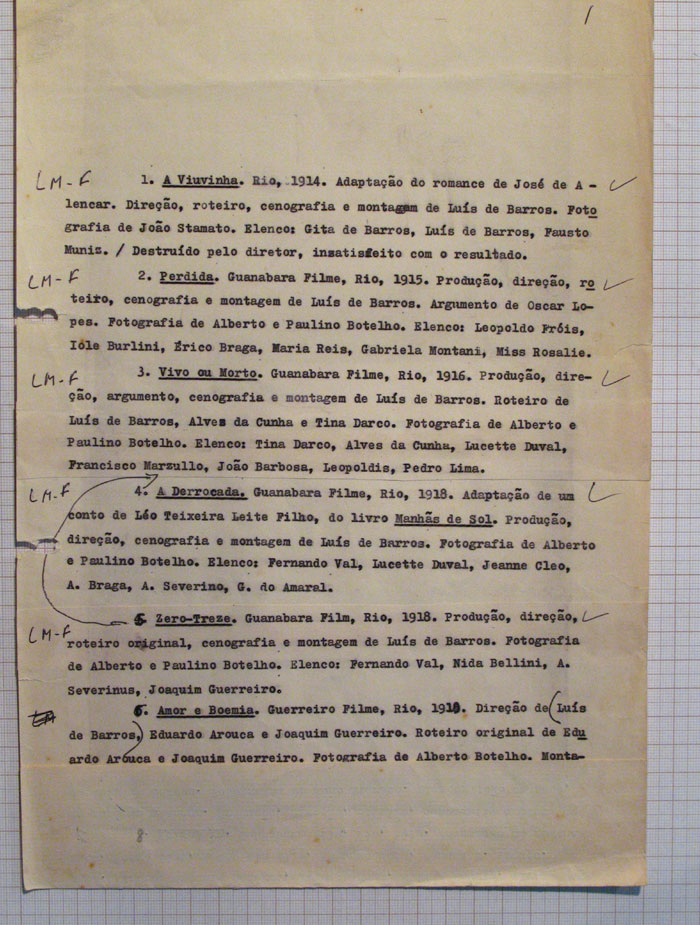 1
LM-F 1. A Viuvinha. Rio, 1914. Adaptação do romance de José de A-
lencar. Direção, roteiro, cenografia e montagem de Luís de Barros. Foto
grafia de João Stamato. Elenco: Gita de Barros, Luís de Barros, Fausto
Muniz. / Destruído pelo diretor, insatisfeito com o resultado.
LM-F 2. Perdida. Guanabara Filme, Rio, 1915. Produção, direção, ro
teiro, cenografia e montagem de Luís de Barros. Argumento de Oscar Lo-
pes. Fotografia de Alberto e Paulino Botelho. Elenco: Leopoldo Fróis,
Iole Burlini, Érico Braga, Maria Reis, Gabriela Montani, Miss Rosalie.
LM-F 3. Vivo ou Morto. Guanabara Filme, Rio, 1916. Produção, dire-
ção, argumento, cenografia e montagem de Luís de Barros. Roteiro de
Luís de Barros, Alves da Cunha e Tina Darco. Fotografia de Alberto e
Paulino Botelho. Elenco: Tina Darco, Alves da Cunha, Lucette Duval,
Francisco Marzullo, João Barbosa, Leopoldis, Pedro Lima.
LM-F 4. A Derrocada. Guanabara Filme, Rio, 1918. Adaptação de um
conto de Léo Teixeira Leite Filho, do livro Manhãs de Sol. Produção,
direção, cenografia e montagem de Luís de Barros. Fotografia de Alberto
e Paulino Botelho. Elenco: Fernando Val, Lucette Duval, Jeanne Cleo,
A. Braga, A. Severino, G. do Amaral.
LM-F 5. Zero-Treze. Guanabara Film, Rio, 1918. Produção, direção,
roteiro original, cenografia e montagem de Luís de Barros. Fotografia
de Alberto e Paulino Botelho. Elenco: Fernando Val, Nida Bellini, A.
Severinus, Joaquim Guerreiro.
6. Amor e Boemia. Guerreiro Filme, Rio, 1918. Direção de (Luís
de Barros,) Eduardo Arouca e Joaquim Guerreiro. Roteiro original de Edu
ardo Arouca e Joaquim Guerreiro. Fotografia de Alberto Botelho. Monta-
8